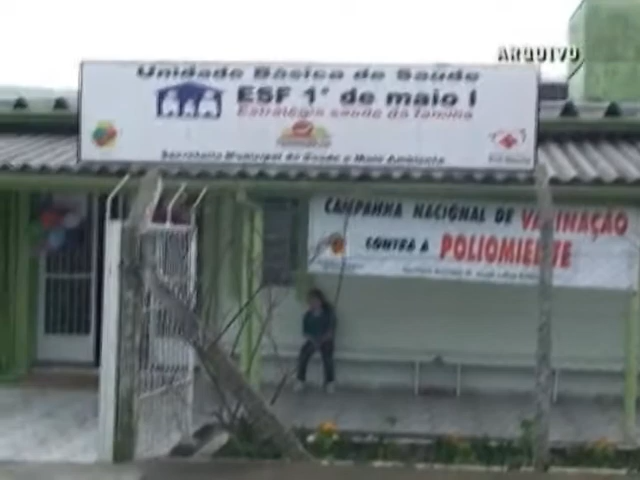 ARQUIVO
Unidade Básica de Saúde
ESF 1° de maio I
Estratégia saúde da família
Secretaria Municipal de Saúde e Meio Ambiente
CAMPANHA NACIONAL DE VACINAÇÃO
CONTRA A POLIOMIELITE